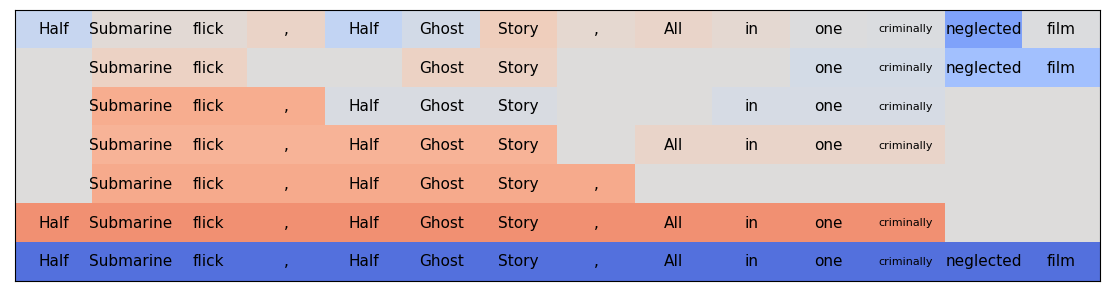 Half Submarine flick , Half Ghost Story , All in one criminally neglected film
Submarine flick Ghost Story one criminally neglected film
Submarine flick , Half Ghost Story in one criminally
Submarine flick , Half Ghost Story All in one criminally
Submarine flick , Half Ghost Story ,
Half Submarine flick , Half Ghost Story , All in one criminally
Half Submarine flick , Half Ghost Story , All in one criminally neglected film